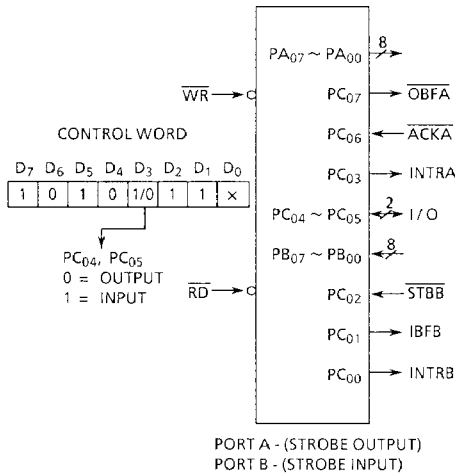 PA07 ~ PA00 8
WR
PC07 OBFA
PC06 ACKA
CONTROL WORD
PC03 INTRA
D7 D6 D5 D4 D3 D2 D1 D0
1 0 1 0 1/0 1 1 ×
PC04 ~ PC05 2 I/O
PB07 ~ PB00 8
PC04, PC05
0 = OUTPUT
1 = INPUT
RD
PC02 STBB
PC01 IBFB
PC00 INTRB
PORT A - (STROBE OUTPUT)
PORT B - (STROBE INPUT)